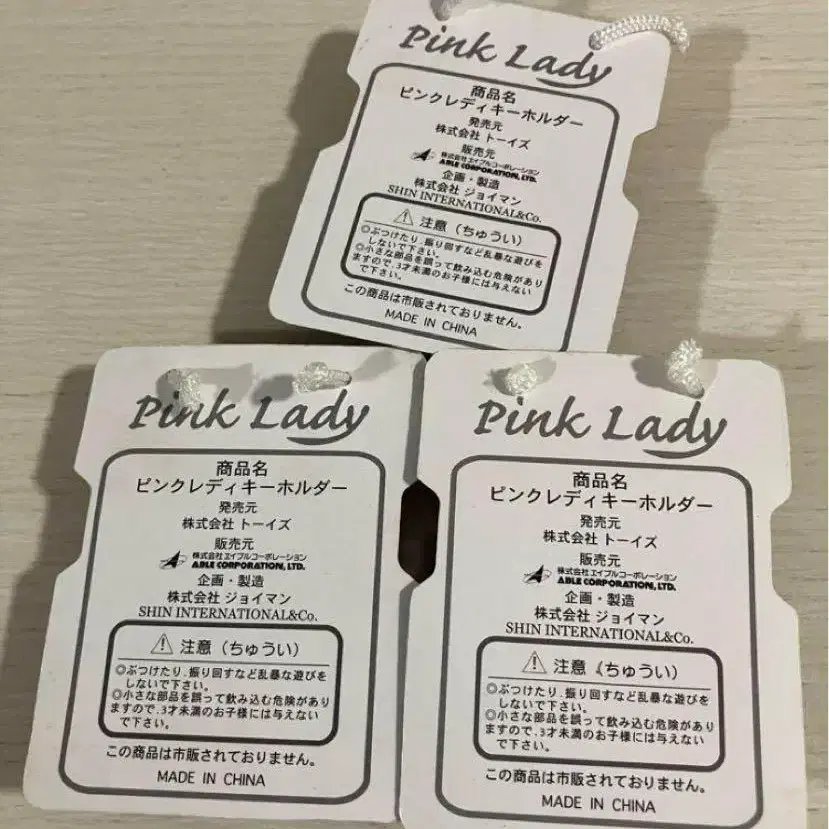 Pink Lady
商品名
ピンクレディキーホルダー
発売元
株式会社 トーイズ
販売元
株式会社エイブルコーポレーション
ABLE CORPORATION, LTD.
企画・製造
株式会社 ジョイマン
SHIN INTERNATIONAL&Co.
⚠ 注意（ちゅうい）
◎ぶつけたり、振り回すなど乱暴な遊びを
しないで下さい。
◎小さな部品を誤って飲み込む危険があり
ますので、3才未満のお子様には与えない
で下さい。
この商品は市販されておりません。
MADE IN CHINA
Pink Lady
商品名
ピンクレディキーホルダー
発売元
株式会社 トーイズ
販売元
株式会社エイブルコーポレーション
ABLE CORPORATION, LTD.
企画・製造
株式会社 ジョイマン
SHIN INTERNATIONAL&Co.
⚠ 注意（ちゅうい）
◎ぶつけたり、振り回すなど乱暴な遊びを
しないで下さい。
◎小さな部品を誤って飲み込む危険があり
ますので、3才未満のお子様には与えない
で下さい。
この商品は市販されておりません。
MADE IN CHINA
Pink Lady
商品名
ピンクレディキーホルダー
発売元
株式会社 トーイズ
販売元
株式会社エイブルコーポレーション
ABLE CORPORATION, LTD.
企画・製造
株式会社 ジョイマン
SHIN INTERNATIONAL&Co.
⚠ 注意（ちゅうい）
◎ぶつけたり、振り回すなど乱暴な遊びを
しないで下さい。
◎小さな部品を誤って飲み込む危険があり
ますので、3才未満のお子様には与えない
で下さい。
この商品は市販されておりません。
MADE IN CHINA